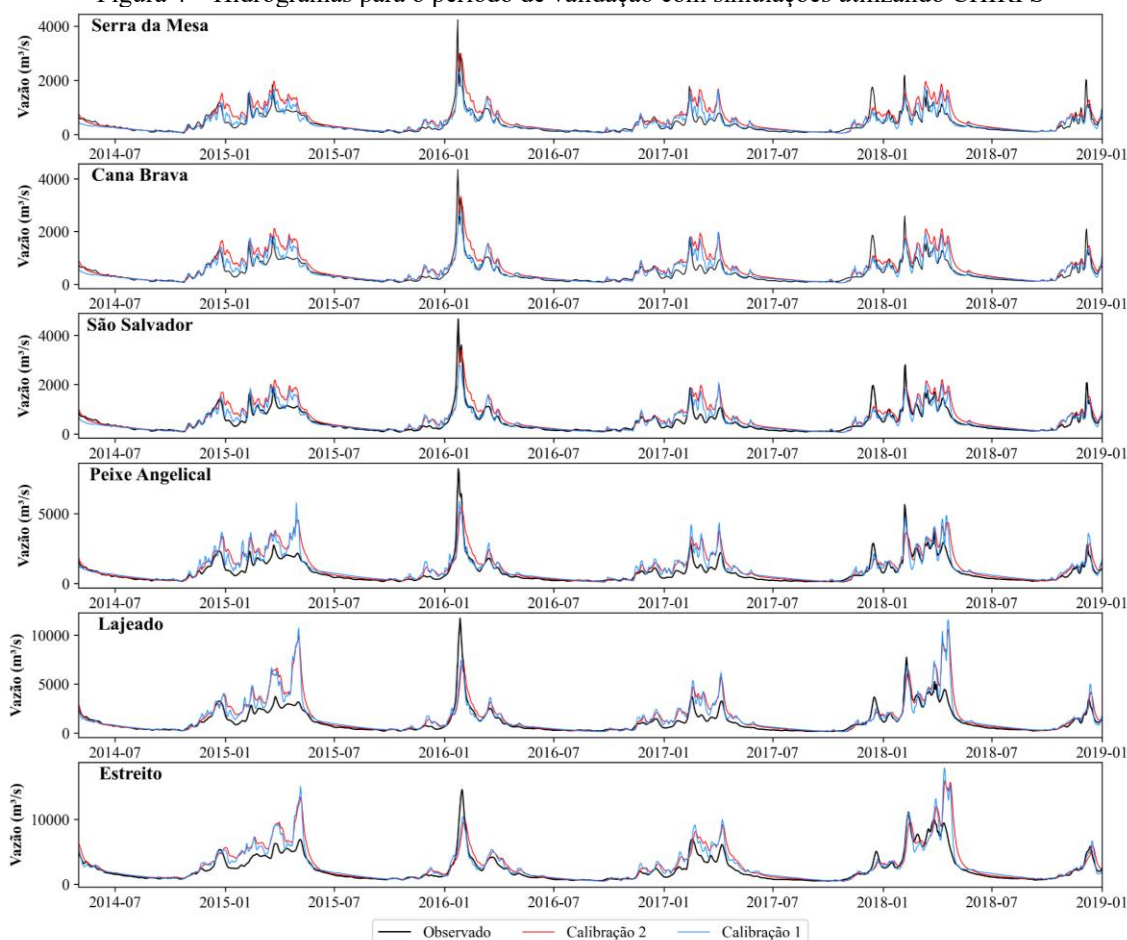 Figura 4 – Hidrogramas para o período de validação com simulações utilizando CHIRPS
Serra da Mesa
Vazão (m³/s)
4000
2000
0
2014-07 2015-01 2015-07 2016-01 2016-07 2017-01 2017-07 2018-01 2018-07 2019-01
Cana Brava
Vazão (m³/s)
4000
2000
0
2014-07 2015-01 2015-07 2016-01 2016-07 2017-01 2017-07 2018-01 2018-07 2019-01
São Salvador
Vazão (m³/s)
4000
2000
0
2014-07 2015-01 2015-07 2016-01 2016-07 2017-01 2017-07 2018-01 2018-07 2019-01
Peixe Angelical
Vazão (m³/s)
5000
0
2014-07 2015-01 2015-07 2016-01 2016-07 2017-01 2017-07 2018-01 2018-07 2019-01
Lajeado
Vazão (m³/s)
10000
5000
0
2014-07 2015-01 2015-07 2016-01 2016-07 2017-01 2017-07 2018-01 2018-07 2019-01
Estreito
Vazão (m³/s)
10000
0
2014-07 2015-01 2015-07 2016-01 2016-07 2017-01 2017-07 2018-01 2018-07 2019-01
Observado Calibração 2 Calibração 1